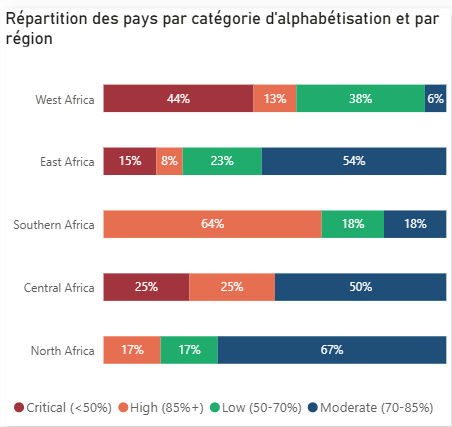 Répartition des pays par catégorie d'alphabétisation et par
région
West Africa 44% 13% 38% 6%
East Africa 15% 8% 23% 54%
Southern Africa 64% 18% 18%
Central Africa 25% 25% 50%
North Africa 17% 17% 67%
Critical (<50%) High (85%+) Low (50-70%) Moderate (70-85%)